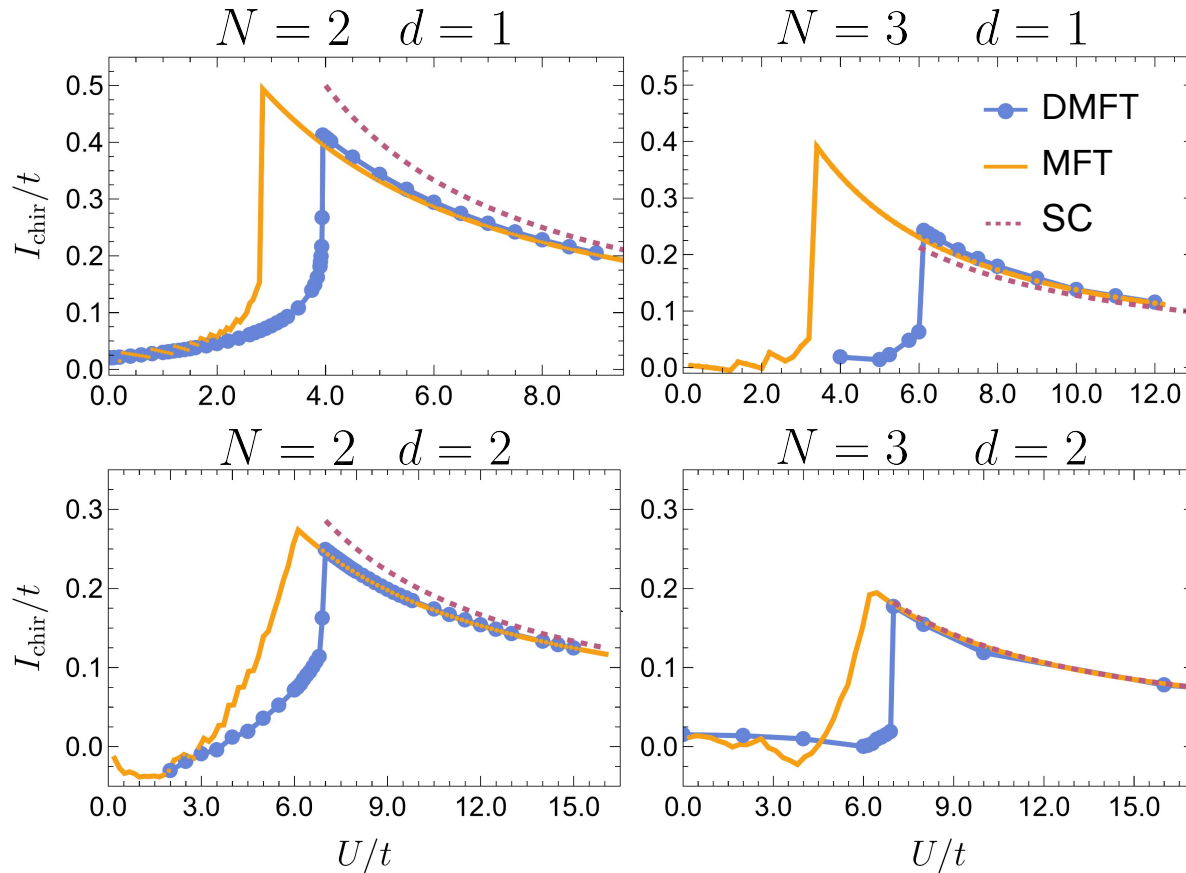 N = 2 d = 1
N = 3 d = 1
I_chir/t
0.5
0.4
0.3
0.2
0.1
0.0
0.0 2.0 4.0 6.0 8.0
0.5
0.4
0.3
0.2
0.1
0.0
0.0 2.0 4.0 6.0 8.0 10.0 12.0
DMFT
MFT
SC
N = 2 d = 2
N = 3 d = 2
I_chir/t
0.3
0.2
0.1
0.0
0.0 3.0 6.0 9.0 12.0 15.0
U/t
0.3
0.2
0.1
0.0
0.0 3.0 6.0 9.0 12.0 15.0
U/t